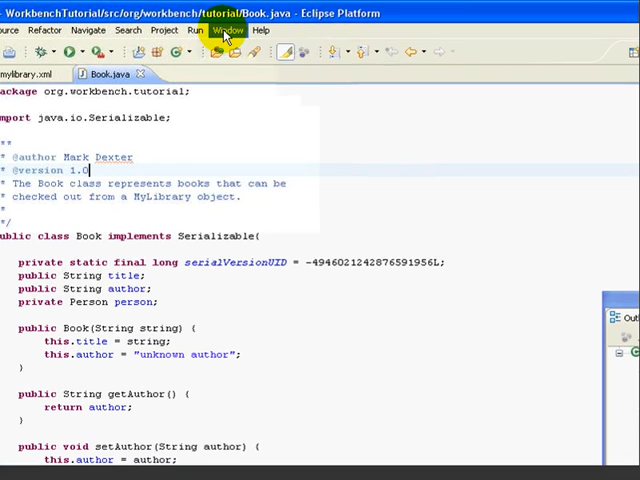 - WorkbenchTutorial/src/org/workbench/tutorial/Book.java - Eclipse Platform
ource Refactor Navigate Search Project Run Window Help
mylibrary.xml Book.java
ackage org.workbench.tutorial;
mport java.io.Serializable;
**
* @author Mark Dexter
* @version 1.0
* The Book class represents books that can be
* checked out from a MyLibrary object.
*
*/
ublic class Book implements Serializable{
private static final long serialVersionUID = -4946021242876591956L;
public String title;
public String author;
private Person person;
public Book(String string) {
this.title = string;
this.author = "unknown author";
}
public String getAuthor() {
return author;
}
public void setAuthor(String author) {
this.author = author;
Out